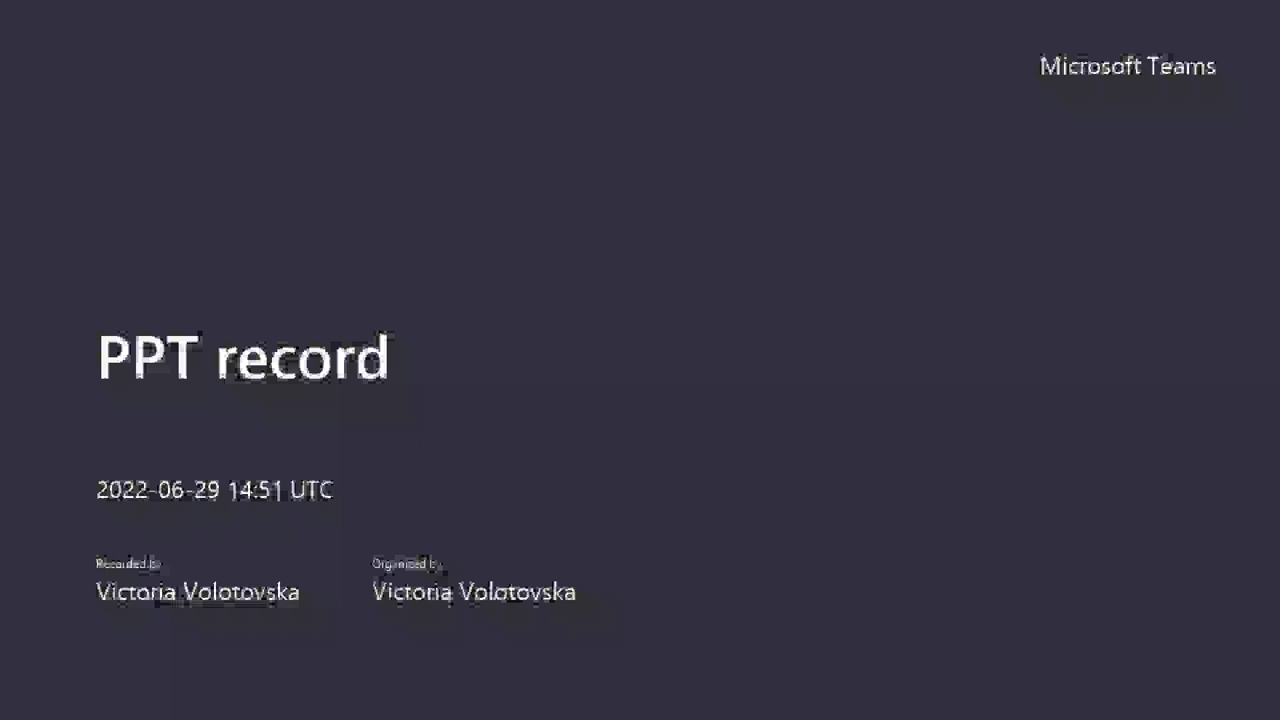 Microsoft Teams
PPT record
2022-06-29 14:51 UTC
Recorded by
Organized by
Victoria Volotovska
Victoria Volotovska